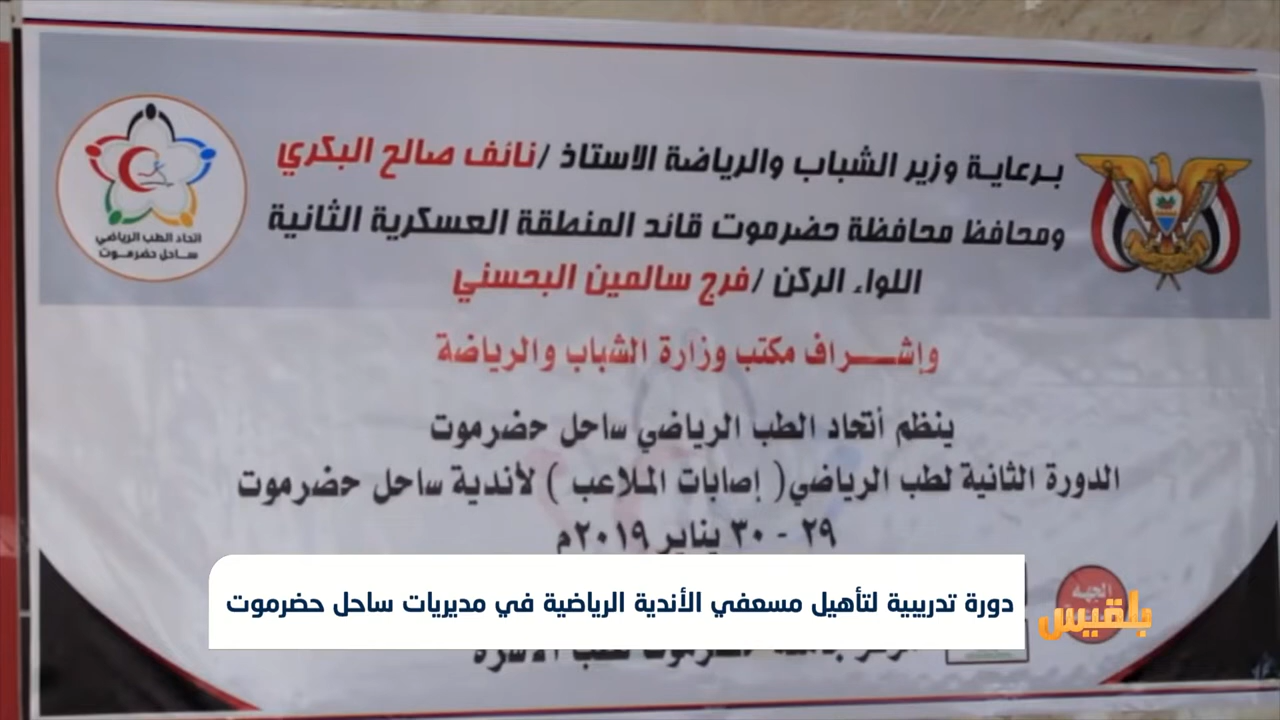 برعاية وزير الشباب والرياضة الاستاذ /نائف صالح البكري
ومحافظ محافظة حضرموت قائد المنطقة العسكرية الثانية
اللواء الركن /فرج سالمين البحسني
اتحاد الطب الرياضي
ساحل حضرموت
وإشراف مكتب وزارة الشباب والرياضة
ينظم أتحاد الطب الرياضي ساحل حضرموت
الدورة الثانية لطب الرياضي( إصابات الملاعب ) لأندية ساحل حضرموت
٢٩ - ٣٠ يناير ٢٠١٩م
دورة تدريبية لتأهيل مسعفي الأندية الرياضية في مديريات ساحل حضرموت
بلقيس